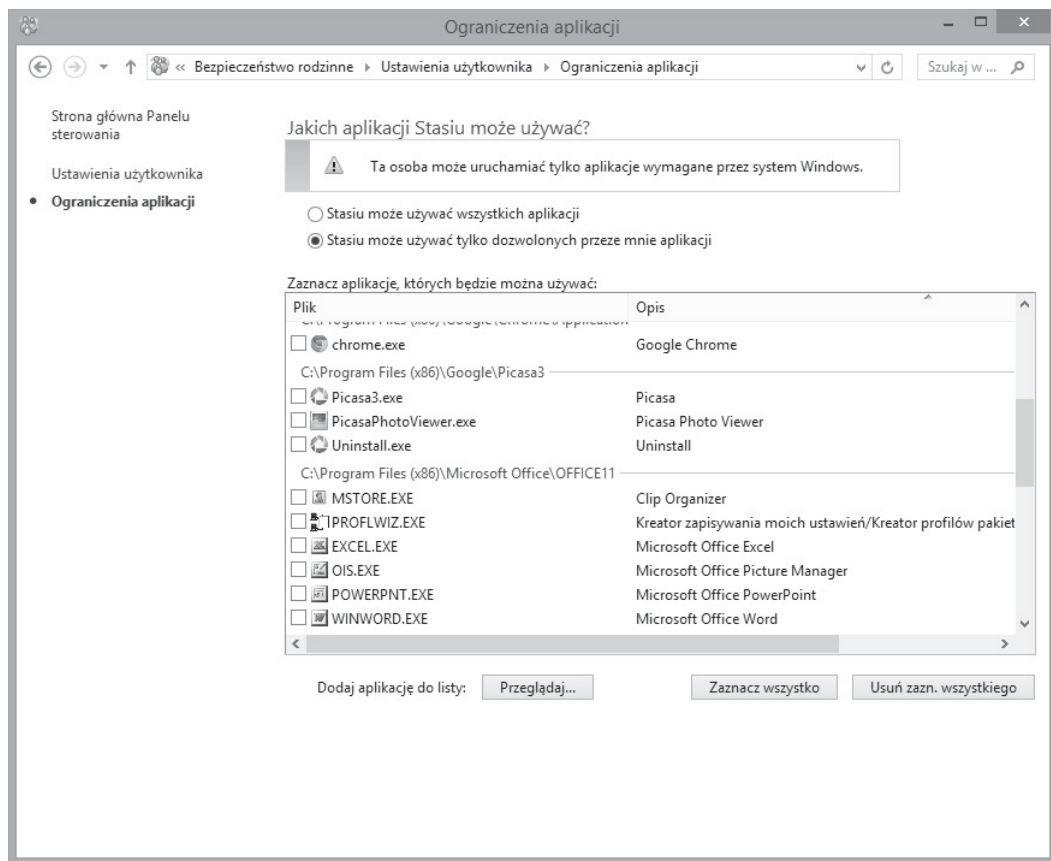 Ograniczenia aplikacji
« Bezpieczeństwo rodzinne ▸ Ustawienia użytkownika ▸ Ograniczenia aplikacji
Szukaj w ...
Strona główna Panelu
sterowania
Ustawienia użytkownika
Ograniczenia aplikacji
Jakich aplikacji Stasiu może używać?
Ta osoba może uruchamiać tylko aplikacje wymagane przez system Windows.
Stasiu może używać wszystkich aplikacji
Stasiu może używać tylko dozwolonych przeze mnie aplikacji
Zaznacz aplikacje, których będzie można używać:
Plik Opis
C:\Program Files (x86)\Google\Chrome\Application
chrome.exe Google Chrome
C:\Program Files (x86)\Google\Picasa3
Picasa3.exe Picasa
PicasaPhotoViewer.exe Picasa Photo Viewer
Uninstall.exe Uninstall
C:\Program Files (x86)\Microsoft Office\OFFICE11
MSTORE.EXE Clip Organizer
PROFLWIZ.EXE Kreator zapisywania moich ustawień/Kreator profilów pakiet
EXCEL.EXE Microsoft Office Excel
OIS.EXE Microsoft Office Picture Manager
POWERPNT.EXE Microsoft Office PowerPoint
WINWORD.EXE Microsoft Office Word
Dodaj aplikację do listy: Przeglądaj... Zaznacz wszystko Usuń zazn. wszystkiego